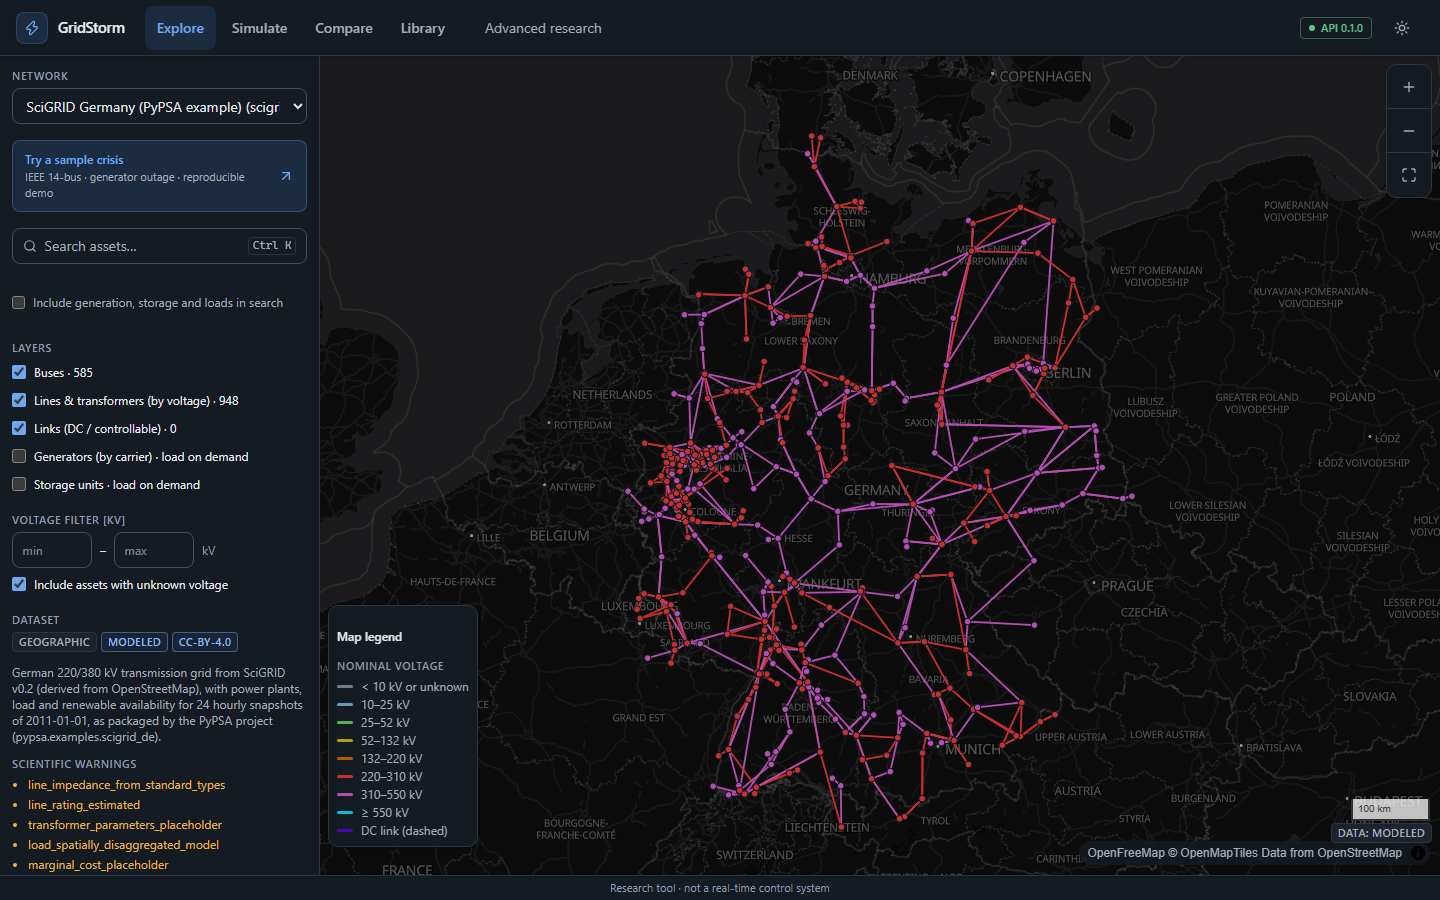 GridStorm
Explore
Simulate
Compare
Library
Advanced research
API 0.1.0
NETWORK
SciGRID Germany (PyPSA example) (scigr
Try a sample crisis
IEEE 14-bus · generator outage · reproducible
demo
Search assets...
Ctrl K
Include generation, storage and loads in search
LAYERS
Buses · 585
Lines & transformers (by voltage) · 948
Links (DC / controllable) · 0
Generators (by carrier) · load on demand
Storage units · load on demand
VOLTAGE FILTER [KV]
min
–
max
kV
Include assets with unknown voltage
DATASET
GEOGRAPHIC
MODELED
CC-BY-4.0
German 220/380 kV transmission grid from SciGRID
v0.2 (derived from OpenStreetMap), with power plants,
load and renewable availability for 24 hourly snapshots
of 2011-01-01, as packaged by the PyPSA project
(pypsa.examples.scigrid_de).
SCIENTIFIC WARNINGS
line_impedance_from_standard_types
line_rating_estimated
transformer_parameters_placeholder
load_spatially_disaggregated_model
marginal_cost_placeholder
DENMARK
COPENHAGEN
SCHLESWIG-
HOLSTEIN
MECKLENBURG-
VORPOMMERN
HAMBURG
POMERANIAN
VOIVODESHIP
WEST POMERANIAN
VOIVODESHIP
KUYAVIAN-POMERANIAN
VOIVODESHIP
BREMEN
LOWER SAXONY
BRANDENBURG
BERLIN
NETHERLANDS
ROTTERDAM
LUBUSZ
VOIVODESHIP
GREATER POLAND
VOIVODESHIP
POLAND
SAXONY-ANHALT
ŁÓDŹ
ŁÓDŹ VOIVODESHIP
ANTWERP
GERMANY
COLOGNE
THURINGIA
SAXONY
LOWER SILESIAN
VOIVODESHIP
LILLE
BELGIUM
HESSE
SILESIAN
VOIVODESHIP
HAUTS-DE-FRANCE
FRANKFURT
PRAGUE
CZECHIA
LUXEMBOURG
LUXEMBOURG
SAARLAND
NUREMBERG
BAVARIA
SLOVAKIA
GRAND EST
BADEN-
WÜRTTEMBERG
MUNICH
UPPER AUSTRIA
LOWER AUSTRIA
BRATISLAVA
AUSTRIA
BURGENLAND
BUDAPEST
LIECHTENSTEIN
TYROL
STYRIA
BOURGOGNE-
FRANCHE-COMTÉ
SWITZERLAND
FRANCE
Map legend
NOMINAL VOLTAGE
< 10 kV or unknown
10–25 kV
25–52 kV
52–132 kV
132–220 kV
220–310 kV
310–550 kV
≥ 550 kV
DC link (dashed)
100 km
DATA: MODELED
OpenFreeMap © OpenMapTiles Data from OpenStreetMap
Research tool · not a real-time control system